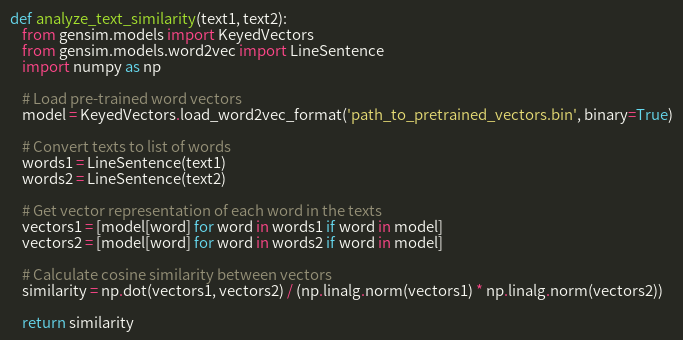 def analyze_text_similarity(text1, text2):
    from gensim.models import KeyedVectors
    from gensim.models.word2vec import LineSentence
    import numpy as np

    # Load pre-trained word vectors
    model = KeyedVectors.load_word2vec_format('path_to_pretrained_vectors.bin', binary=True)

    # Convert texts to list of words
    words1 = LineSentence(text1)
    words2 = LineSentence(text2)

    # Get vector representation of each word in the texts
    vectors1 = [model[word] for word in words1 if word in model]
    vectors2 = [model[word] for word in words2 if word in model]

    # Calculate cosine similarity between vectors
    similarity = np.dot(vectors1, vectors2) / (np.linalg.norm(vectors1) * np.linalg.norm(vectors2))

    return similarity